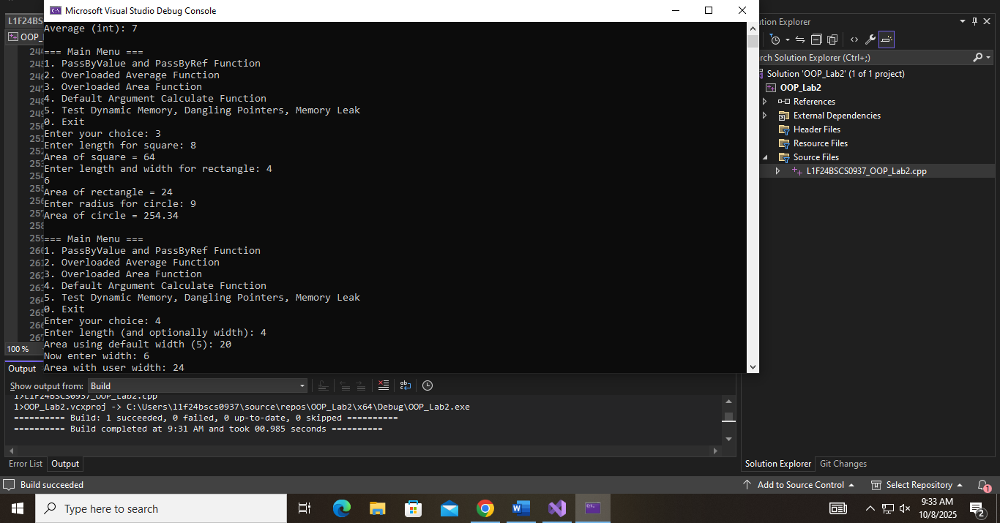 Microsoft Visual Studio Debug Console
L1F24BS
OOP_
Average (int): 7
=== Main Menu ===
1. PassByValue and PassByRef Function
2. Overloaded Average Function
3. Overloaded Area Function
4. Default Argument Calculate Function
5. Test Dynamic Memory, Dangling Pointers, Memory Leak
0. Exit
Enter your choice: 3
Enter length for square: 8
Area of square = 64
Enter length and width for rectangle: 4
6
Area of rectangle = 24
Enter radius for circle: 9
Area of circle = 254.34
=== Main Menu ===
1. PassByValue and PassByRef Function
2. Overloaded Average Function
3. Overloaded Area Function
4. Default Argument Calculate Function
5. Test Dynamic Memory, Dangling Pointers, Memory Leak
0. Exit
Enter your choice: 4
Enter length (and optionally width): 4
Area using default width (5): 20
Now enter width: 6
Area with user width: 24
100 %
Output
Show output from: Build
1>L1F24BSCS0937_OOP_Lab2.cpp
1>OOP_Lab2.vcxproj -> C:\Users\l1f24bscs0937\source\repos\OOP_Lab2\x64\Debug\OOP_Lab2.exe
========== Build: 1 succeeded, 0 failed, 0 up-to-date, 0 skipped ==========
========== Build completed at 9:31 AM and took 00.985 seconds ==========
Error List Output
ution Explorer
rch Solution Explorer (Ctrl+;)
Solution 'OOP_Lab2' (1 of 1 project)
OOP_Lab2
References
External Dependencies
Header Files
Resource Files
Source Files
L1F24BSCS0937_OOP_Lab2.cpp
Solution Explorer Git Changes
Build succeeded
Add to Source Control
Select Repository
1
Type here to search
9:33 AM
10/8/2025
2